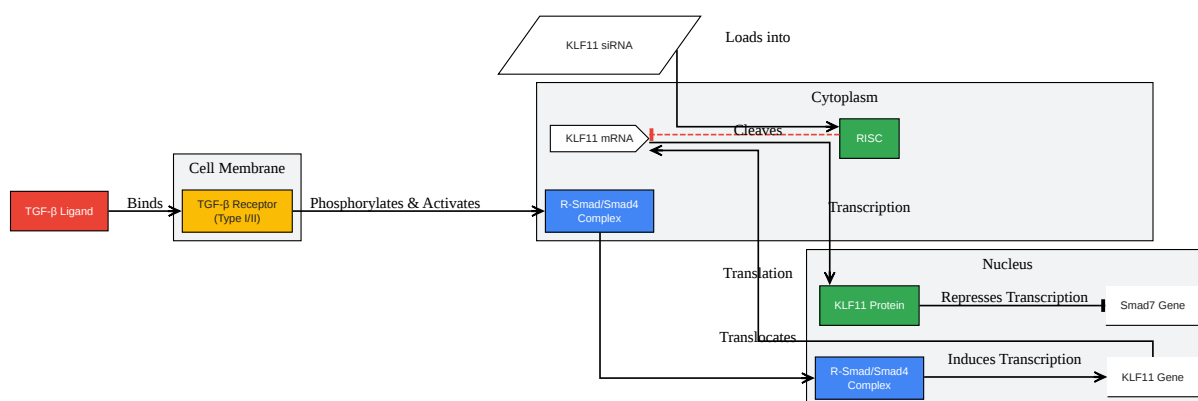 KLF11 siRNA
Loads into
Cytoplasm
KLF11 mRNA
Cleaves
RISC
Cell Membrane
TGF-β Ligand
Binds
TGF-β Receptor
(Type I/II)
Phosphorylates & Activates
R-Smad/Smad4
Complex
Transcription
Nucleus
Translation
KLF11 Protein
Represses Transcription
Smad7 Gene
Translocates
R-Smad/Smad4
Complex
Induces Transcription
KLF11 Gene